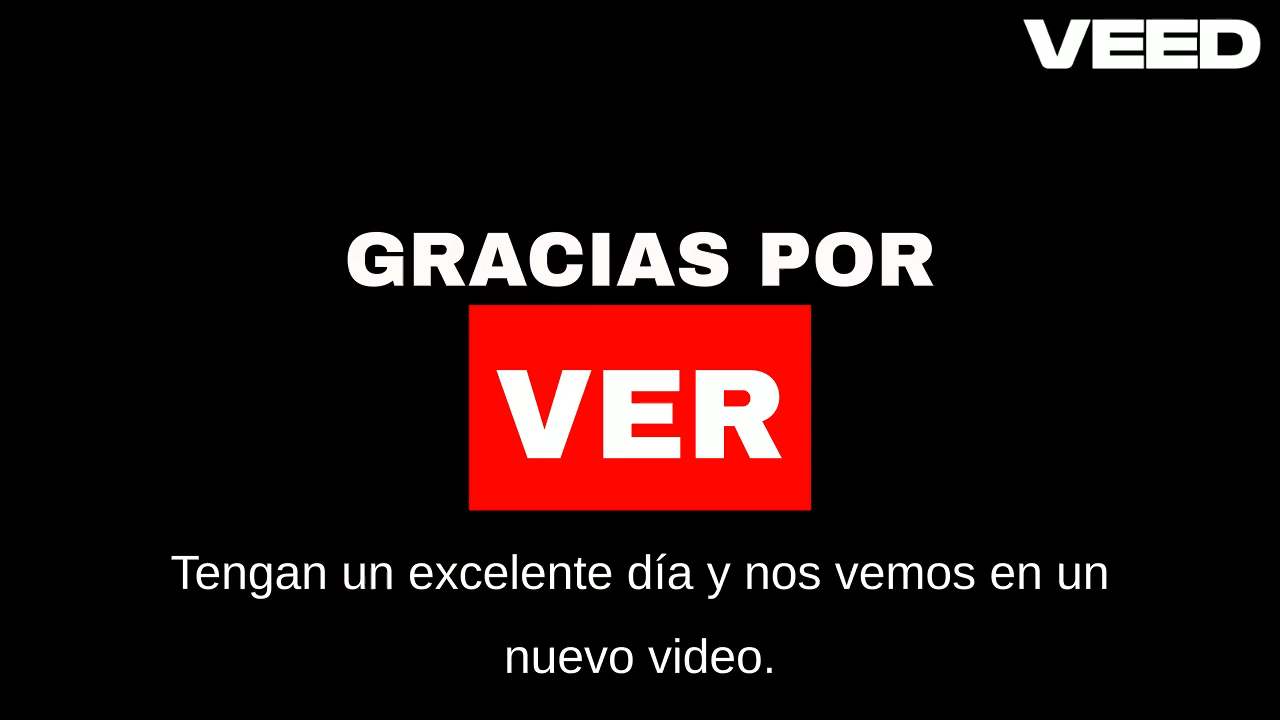 VEED
GRACIAS POR
VER
Tengan un excelente día y nos vemos en un
nuevo video.